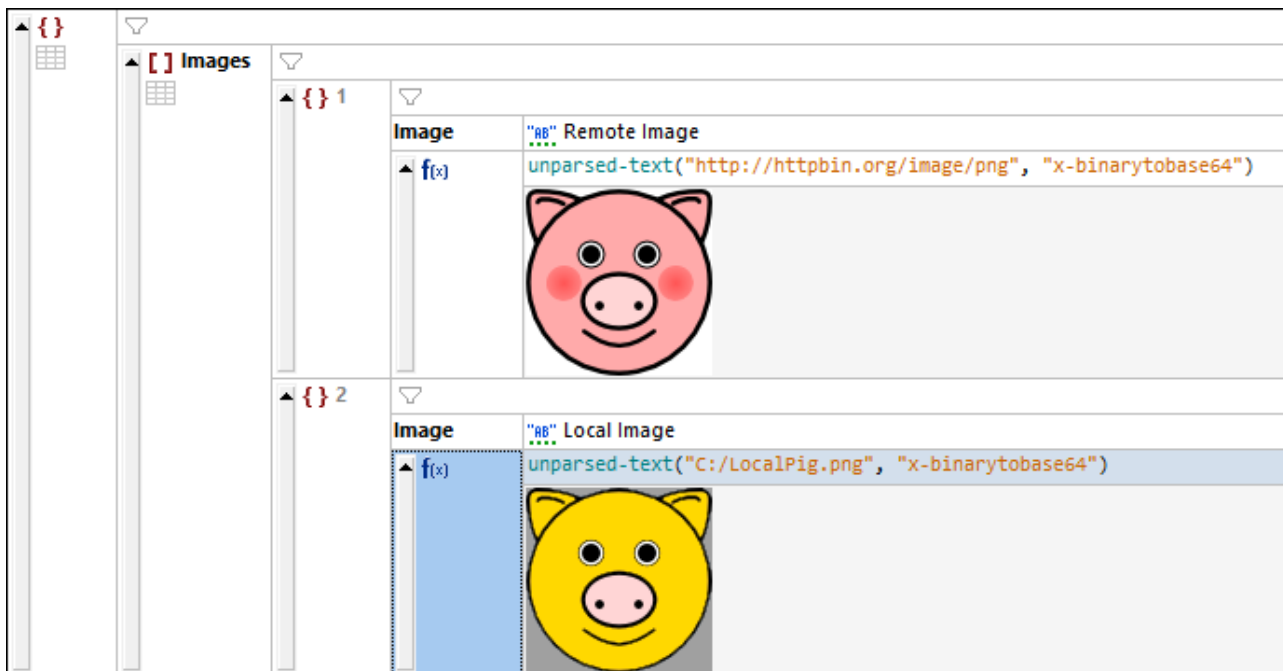 { }
[ ] Images
{ } 1
Image "AB" Remote Image
f(x) unparsed-text("http://httpbin.org/image/png", "x-binarytobase64")
{ } 2
Image "AB" Local Image
f(x) unparsed-text("C:/LocalPig.png", "x-binarytobase64")